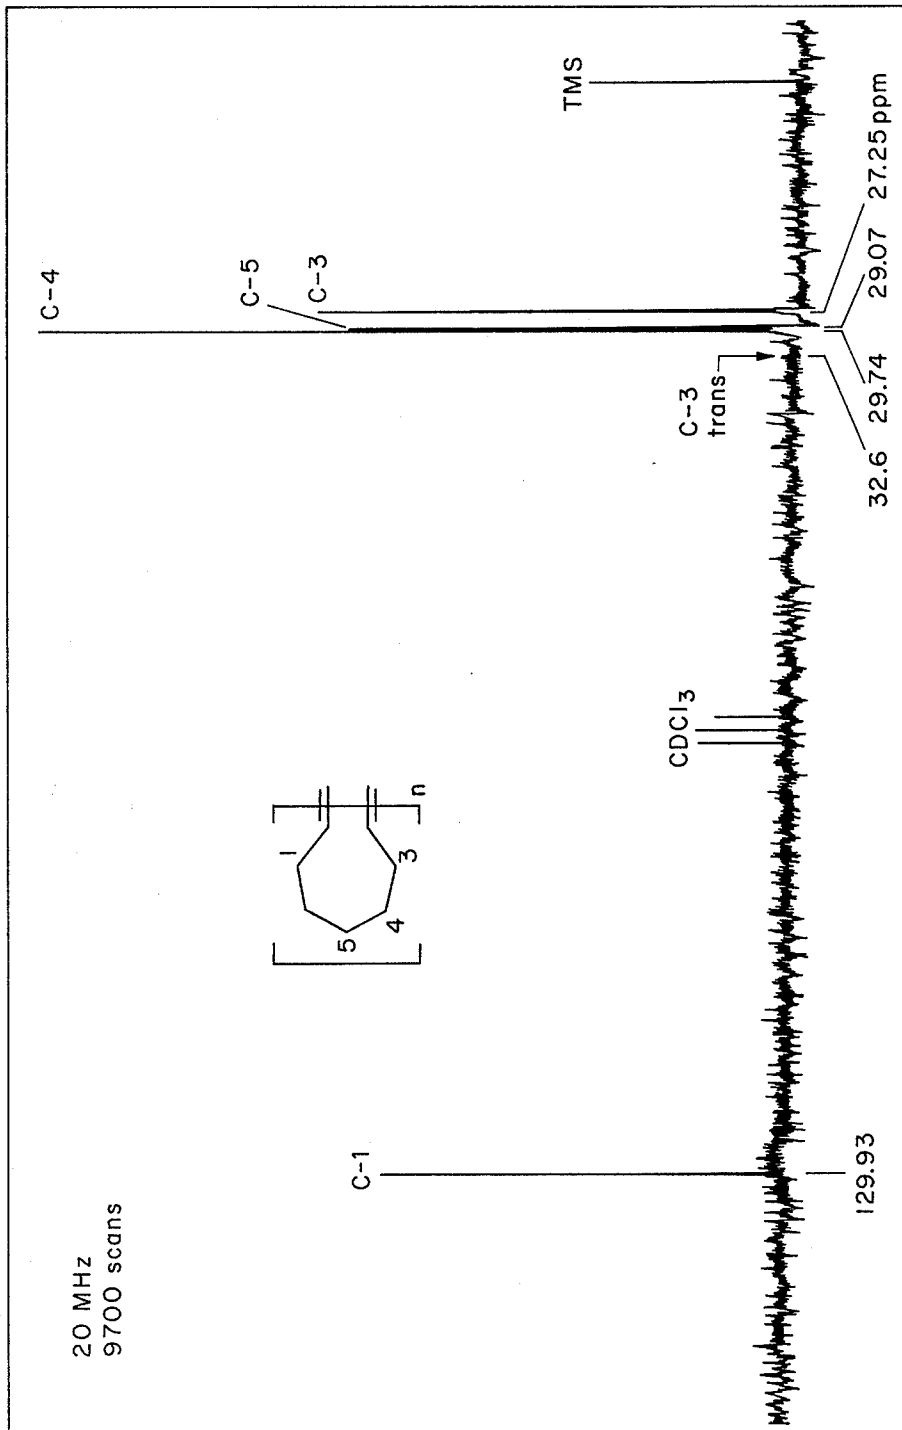 20 MHz
9700 scans
C-1
129.93
1
3
4
5
n
CDCl3
C-4
C-5
C-3
C-3
trans
32.6
29.74
29.07
27.25 ppm
TMS